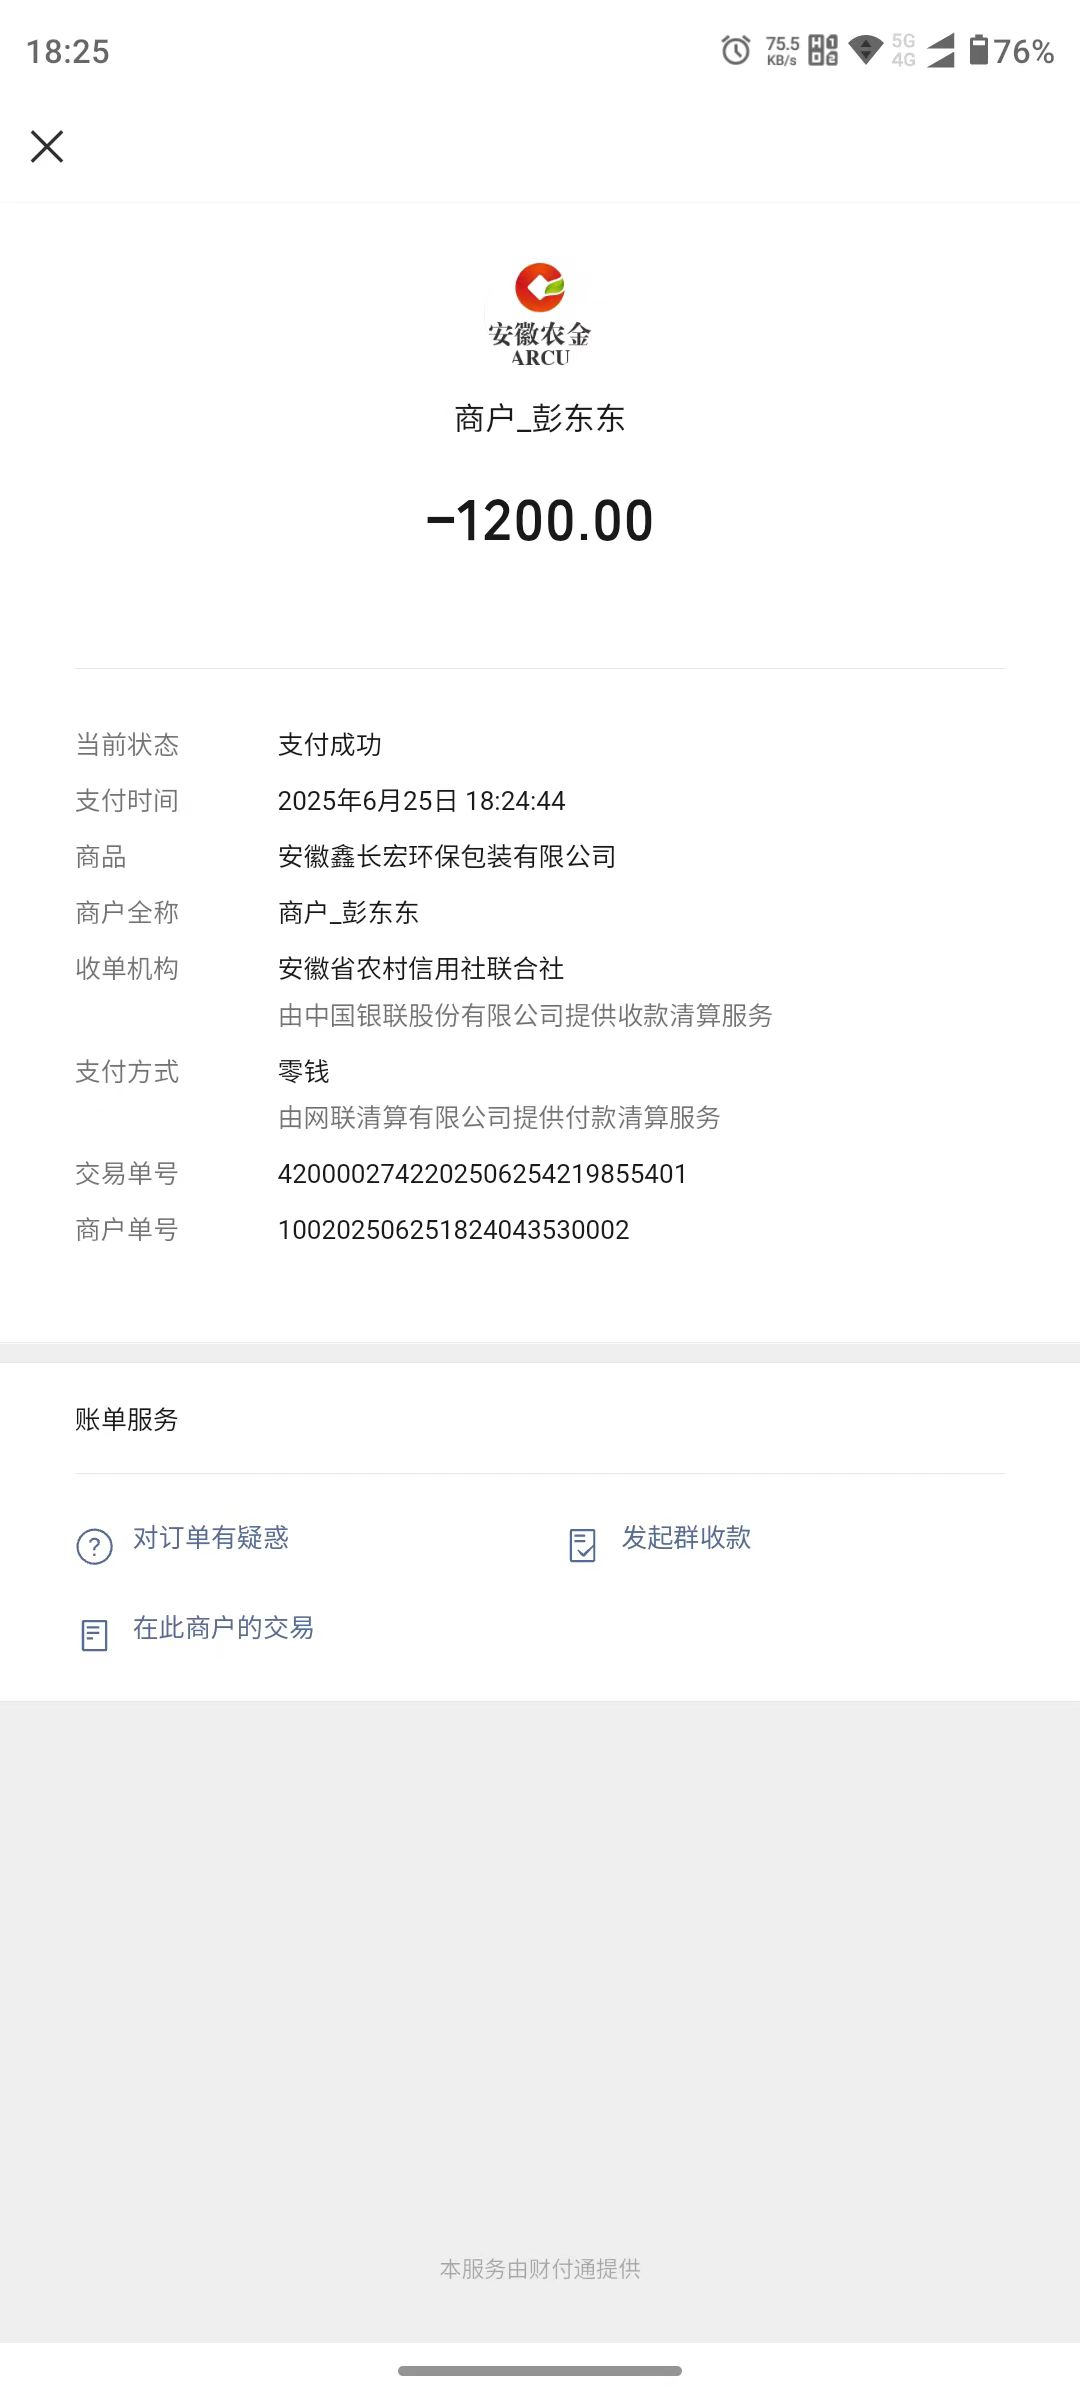 18:25
75.5 KB/s
5G
4G
76%
安徽农金
ARCU
商户_彭东东
-1200.00
当前状态 支付成功
支付时间 2025年6月25日 18:24:44
商品 安徽鑫长宏环保包装有限公司
商户全称 商户_彭东东
收单机构 安徽省农村信用社联合社
由中国银联股份有限公司提供收款清算服务
支付方式 零钱
由网联清算有限公司提供付款清算服务
交易单号 4200002742202506254219855401
商户单号 100202506251824043530002
账单服务
对订单有疑惑
发起群收款
在此商户的交易
本服务由财付通提供